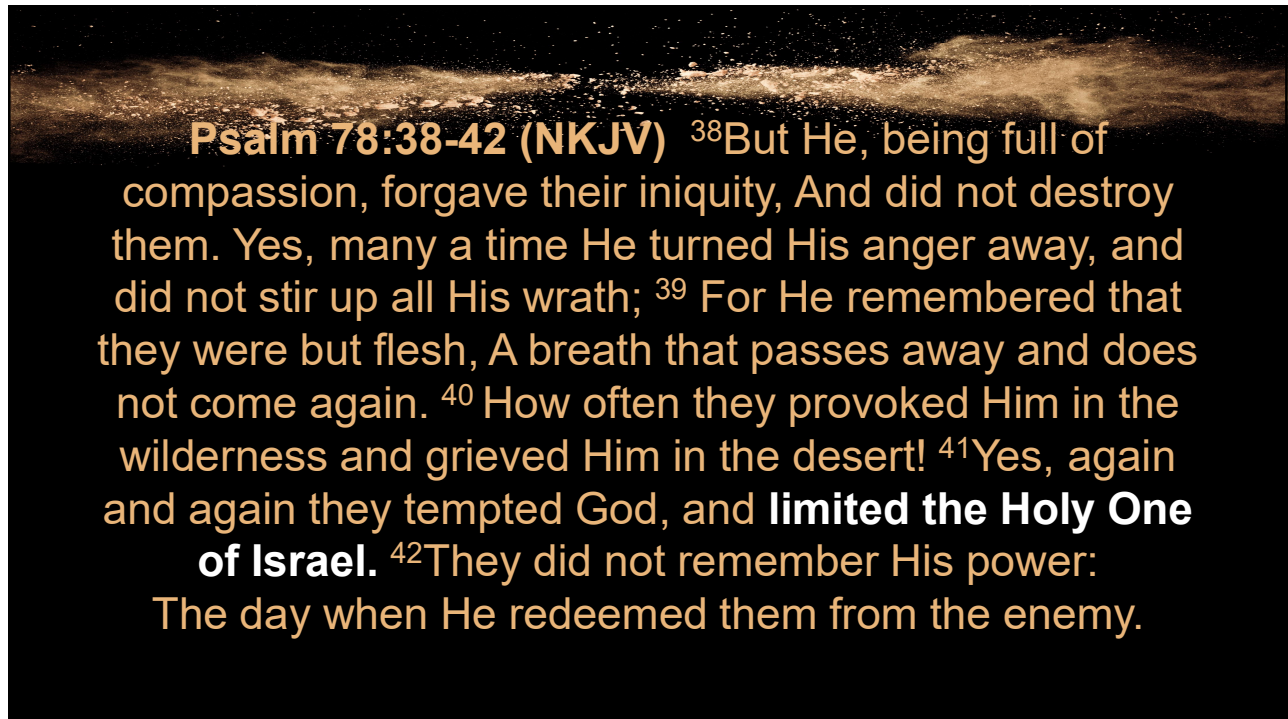 Psalm 78:38-42 (NKJV) 38But He, being full of
compassion, forgave their iniquity, And did not destroy
them. Yes, many a time He turned His anger away, and
did not stir up all His wrath; 39 For He remembered that
they were but flesh, A breath that passes away and does
not come again. 40 How often they provoked Him in the
wilderness and grieved Him in the desert! 41Yes, again
and again they tempted God, and limited the Holy One
of Israel. 42They did not remember His power:
The day when He redeemed them from the enemy.